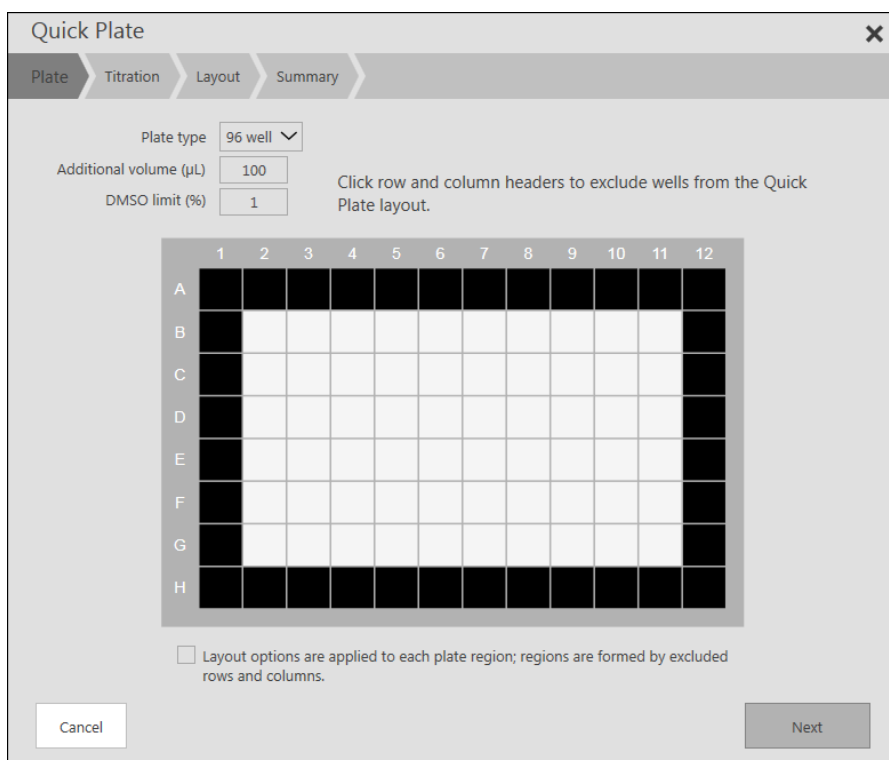 Quick Plate
Plate Titration Layout Summary
Plate type 96 well
Additional volume (µL) 100
DMSO limit (%) 1
Click row and column headers to exclude wells from the Quick
Plate layout.
1 2 3 4 5 6 7 8 9 10 11 12
A
B
C
D
E
F
G
H
Layout options are applied to each plate region; regions are formed by excluded
rows and columns.
Cancel Next